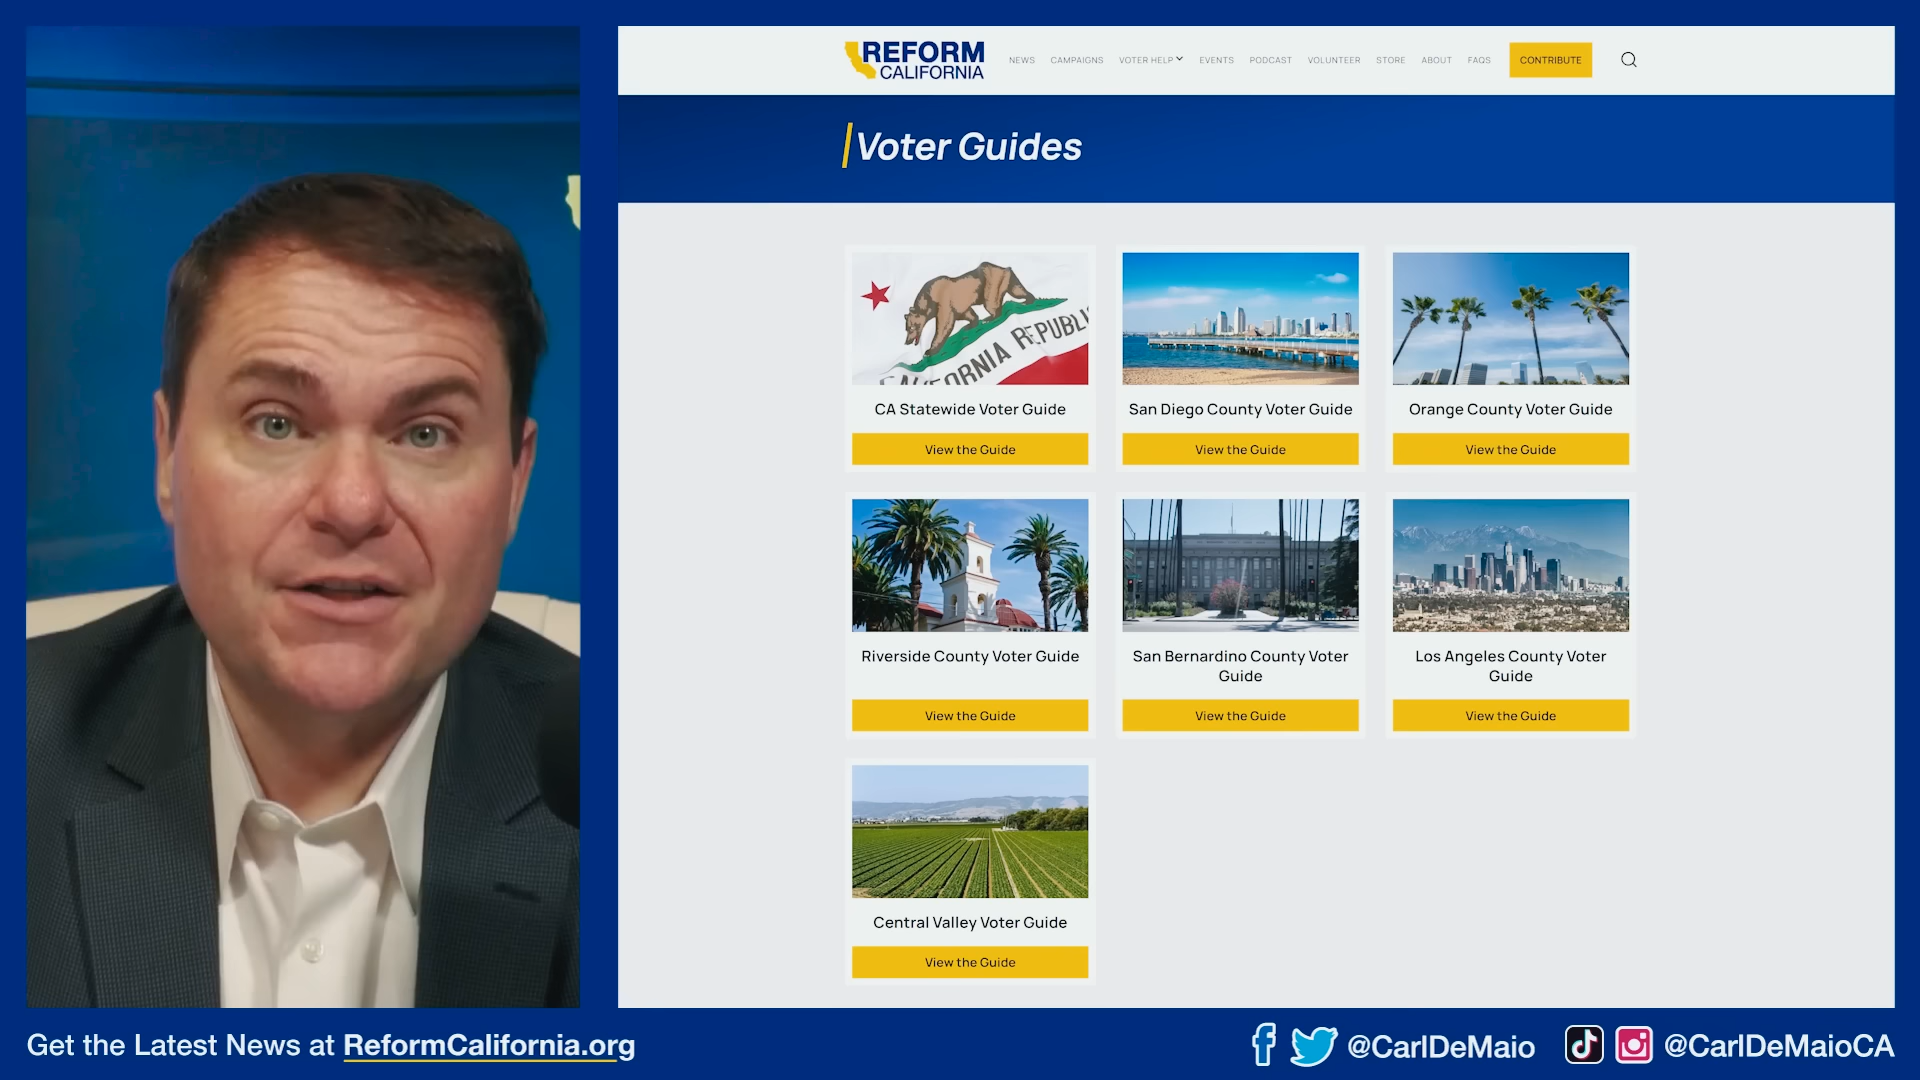 REFORM
CALIFORNIA
NEWS CAMPAIGNS VOTER HELP EVENTS PODCAST VOLUNTEER STORE ABOUT FAQS CONTRIBUTE
Voter Guides
CALIFORNIA REPUBLI
CA Statewide Voter Guide
View the Guide
San Diego County Voter Guide
View the Guide
Orange County Voter Guide
View the Guide
Riverside County Voter Guide
View the Guide
San Bernardino County Voter
Guide
View the Guide
Los Angeles County Voter
Guide
View the Guide
Central Valley Voter Guide
View the Guide
Get the Latest News at ReformCalifornia.org
@CarlDeMaio
@CarlDeMaioCA